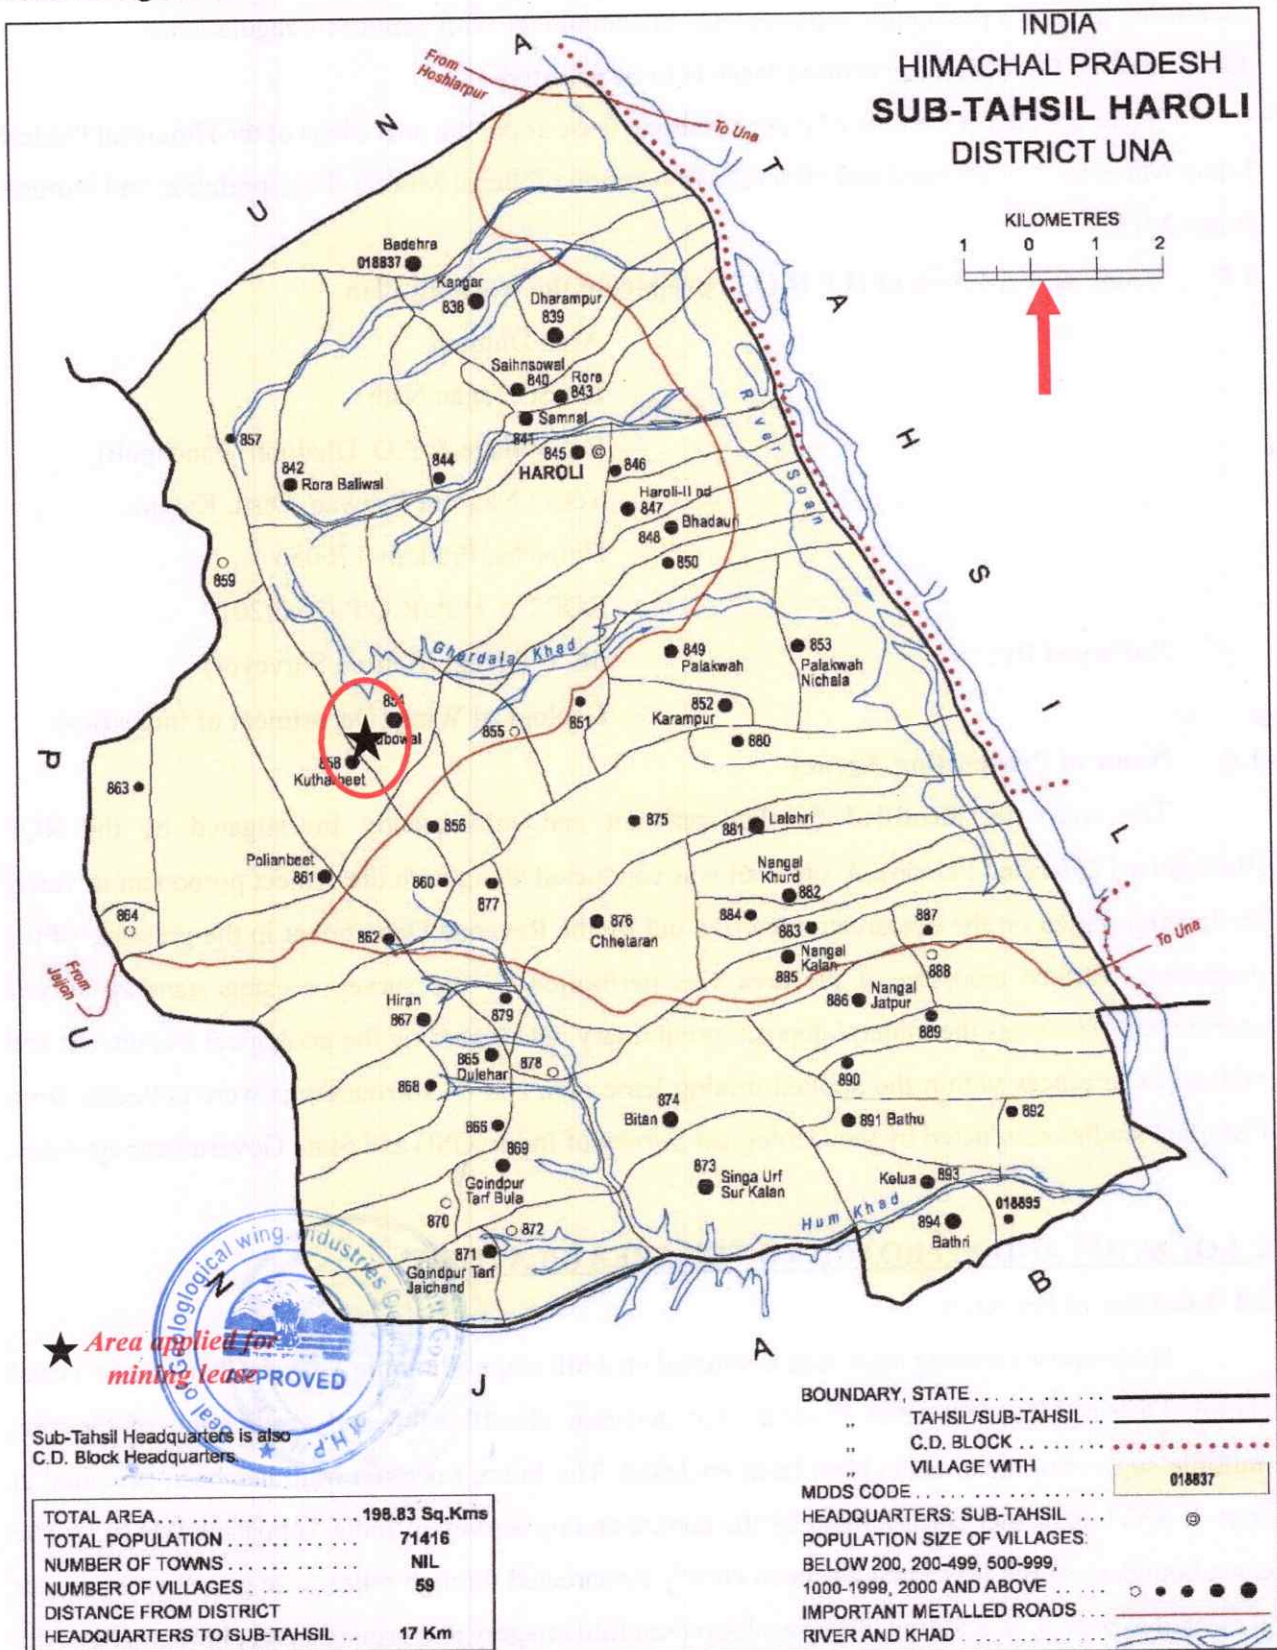 INDIA
HIMACHAL PRADESH
SUB-TAHSIL HAROLI
DISTRICT UNA
KILOMETRES
1 0 1 2
From
Hoshiarpur
To Una
U N A
T A H S I L
P U N J A B
Badehra
018837
Kangar
838
Dharampur
839
Saihnsowal
840
Rora
843
Samnal
841
845
HAROLI
846
857
842
Rora Baliwal
844
Haroli-II nd
847
Bhadauri
848
850
River Soan
859
Ghardala Khad
849
Palakwah
853
Palakwah
Nichala
854
851
855
852
Karampur
880
858
863
856
875
881
Lalehri
Polianbeet
861
860
877
Nangal
Khurd
882
864
876
Chhetaran
884
883
887
862
Nangal
Kalan
885
888
To Una
From
Jaijon
Nangal
Jatpur
886
889
Hiran
867
879
865
Dulehar
878
890
868
874
Bitan
891 Bathu
892
866
869
Goindpur
Tarf Bula
873
Singa Urf
Sur Kalan
Kelua
893
018895
870
872
Hum Khad
894
Bathri
871
Goindpur Tarf
Jaichand
Area applied for
mining lease
APPROVED
Sub-Tahsil Headquarters is also
C.D. Block Headquarters.
TOTAL AREA 198.83 Sq.Kms
TOTAL POPULATION 71416
NUMBER OF TOWNS NIL
NUMBER OF VILLAGES 59
DISTANCE FROM DISTRICT
HEADQUARTERS TO SUB-TAHSIL 17 Km
BOUNDARY, STATE
,, TAHSIL/SUB-TAHSIL
,, C.D. BLOCK
,, VILLAGE WITH
MDDS CODE 018837
HEADQUARTERS: SUB-TAHSIL
POPULATION SIZE OF VILLAGES:
BELOW 200, 200-499, 500-999,
1000-1999, 2000 AND ABOVE
IMPORTANT METALLED ROADS
RIVER AND KHAD